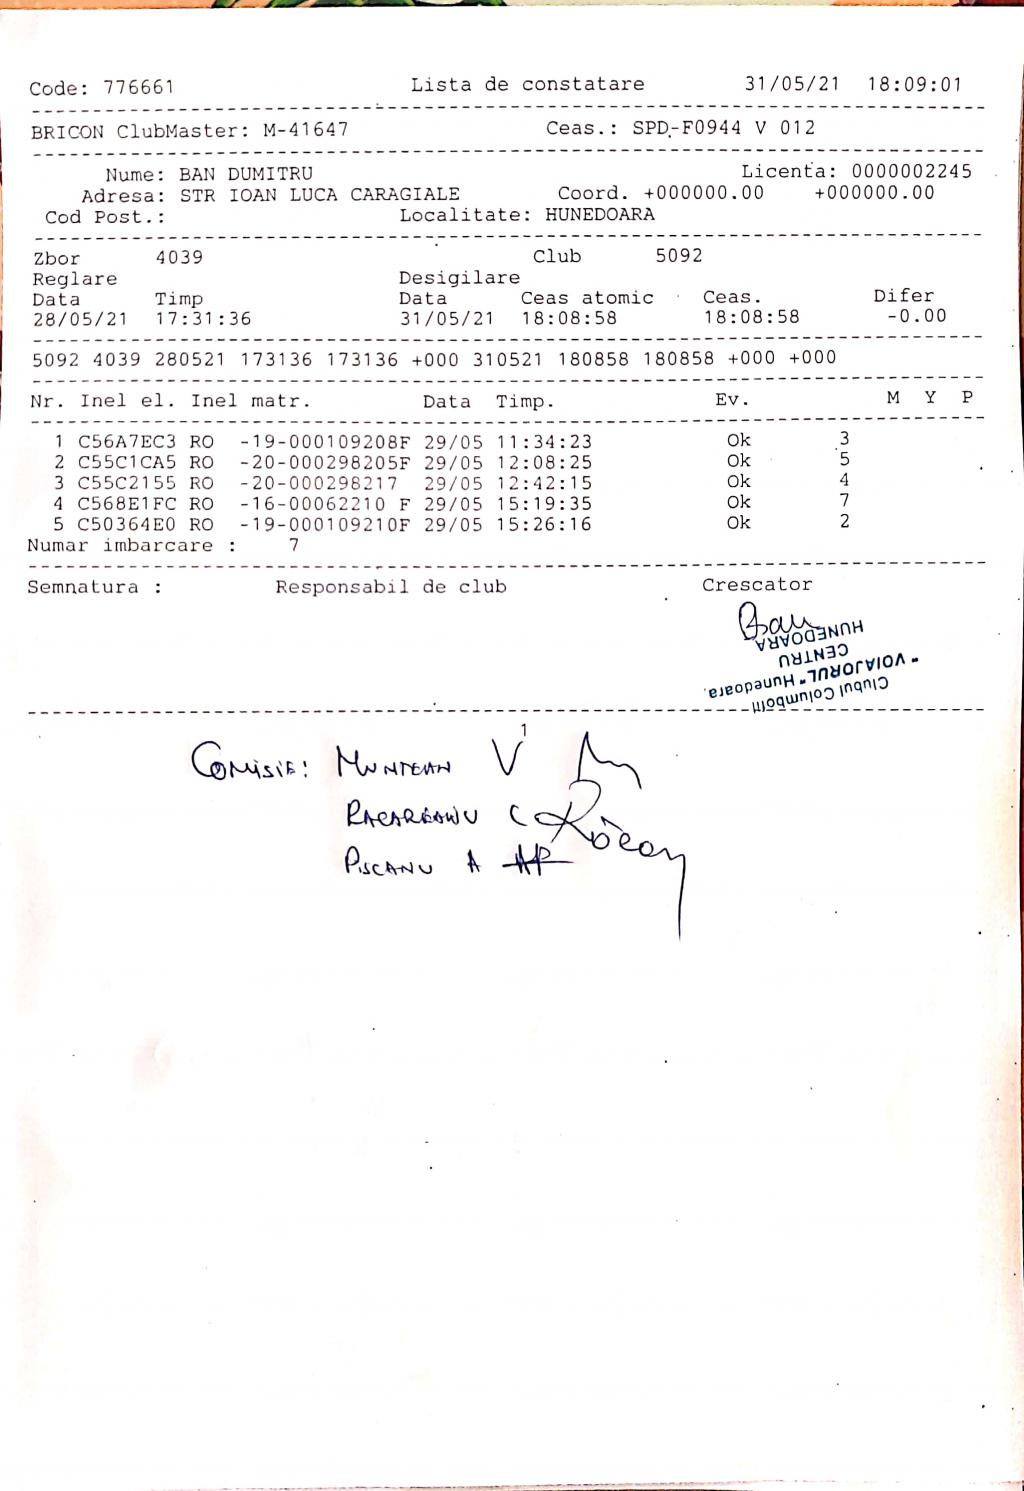 Code: 776661 Lista de constatare 31/05/21 18:09:01
BRICON ClubMaster: M-41647 Ceas.: SPD-F0944 V 012
Nume: BAN DUMITRU Licenta: 0000002245
Adresa: STR IOAN LUCA CARAGIALE Coord. +000000.00 +000000.00
Cod Post.: Localitate: HUNEDOARA
Zbor 4039 Club 5092
Reglare Desigilare
Data Timp Data Ceas atomic Ceas. Difer
28/05/21 17:31:36 31/05/21 18:08:58 18:08:58 -0.00
5092 4039 280521 173136 173136 +000 310521 180858 180858 +000 +000
Nr. Inel el. Inel matr. Data Timp. Ev. M Y P
1 C56A7EC3 RO -19-000109208F 29/05 11:34:23 Ok 3
2 C55C1CA5 RO -20-000298205F 29/05 12:08:25 Ok 5
3 C55C2155 RO -20-000298217 29/05 12:42:15 Ok 4
4 C568E1FC RO -16-00062210 F 29/05 15:19:35 Ok 7
5 C50364E0 RO -19-000109210F 29/05 15:26:16 Ok 2
Numar imbarcare : 7
Semnatura : Responsabil de club Crescator
Ban
Clubul Columbofil
"VOIAJORUL" Hunedoara.
CENTRU
HUNEDOARA
1
COMISIE: MUNTEAN V
RACAREANU C
PISCANU A AP